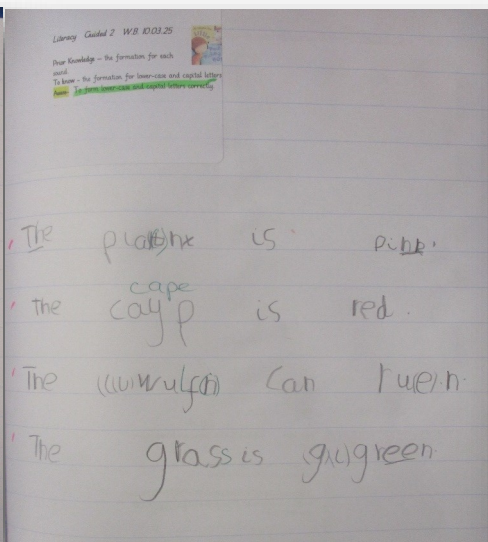 Literacy Guided 2 W.B 10.03.25
Prior Knowledge – the formation for each
sound.
To know – the formation for lower-case and capital letters
To form lower-case and capital letters correctly.
The is pink.
cape
The cayp is red.
The can
The grass is green.